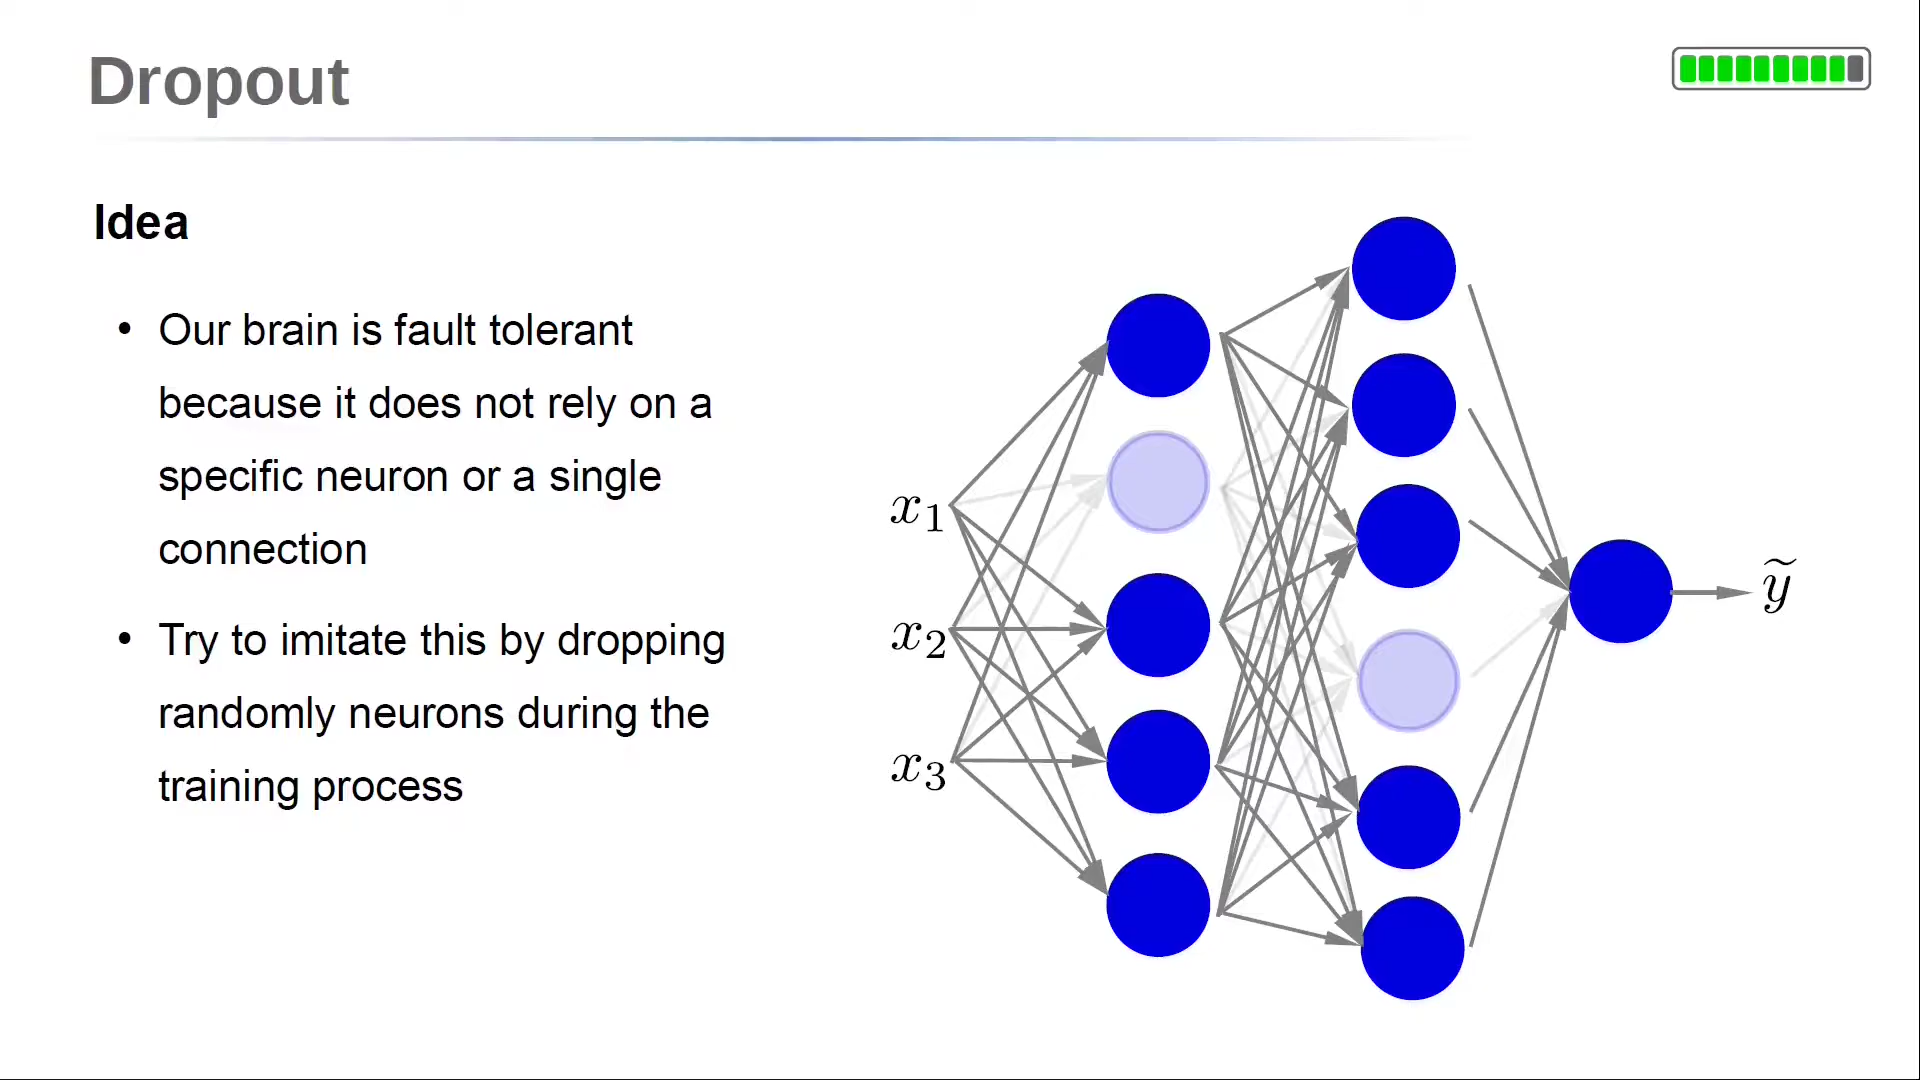 Dropout
Idea
• Our brain is fault tolerant
because it does not rely on a
specific neuron or a single
connection
• Try to imitate this by dropping
randomly neurons during the
training process
x₁
x₂
x₃
ỹ